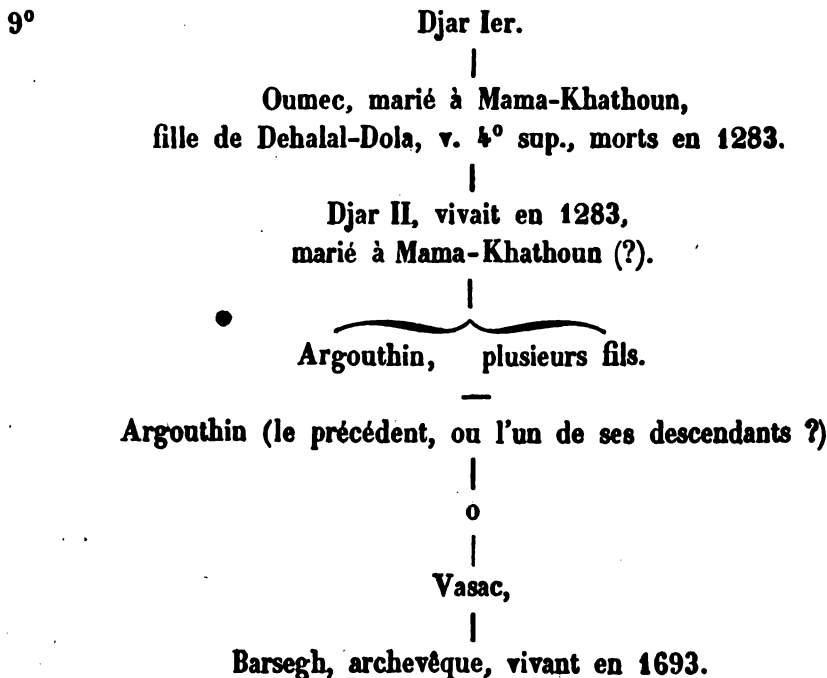 9° Djar Ier.
Oumec, marié à Mama-Khathoun,
fille de Dehalal-Dola, v. 4° sup., morts en 1283.
Djar II, vivait en 1283,
marié à Mama-Khathoun (?).
Argouthin, plusieurs fils.
Argouthin (le précédent, ou l'un de ses descendants ?)
o
Vasac,
Barsegh, archevêque, vivant en 1693.